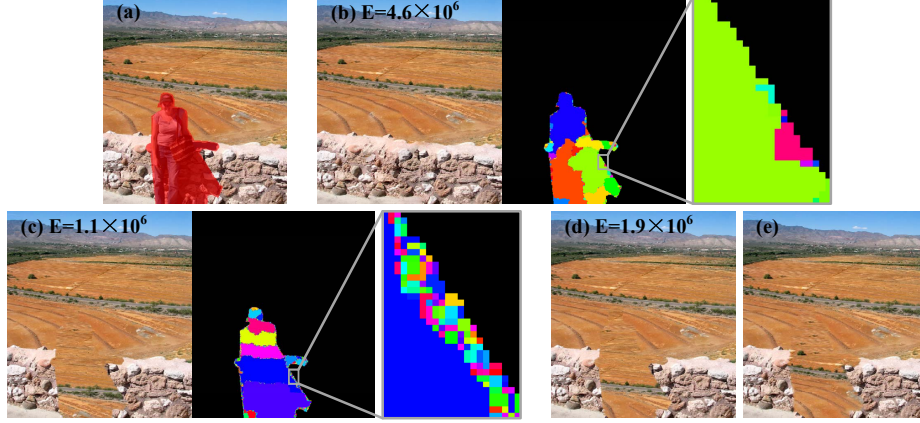 (a)
(b) E=4.6×10⁶
(c) E=1.1×10⁶
(d) E=1.9×10⁶
(e)